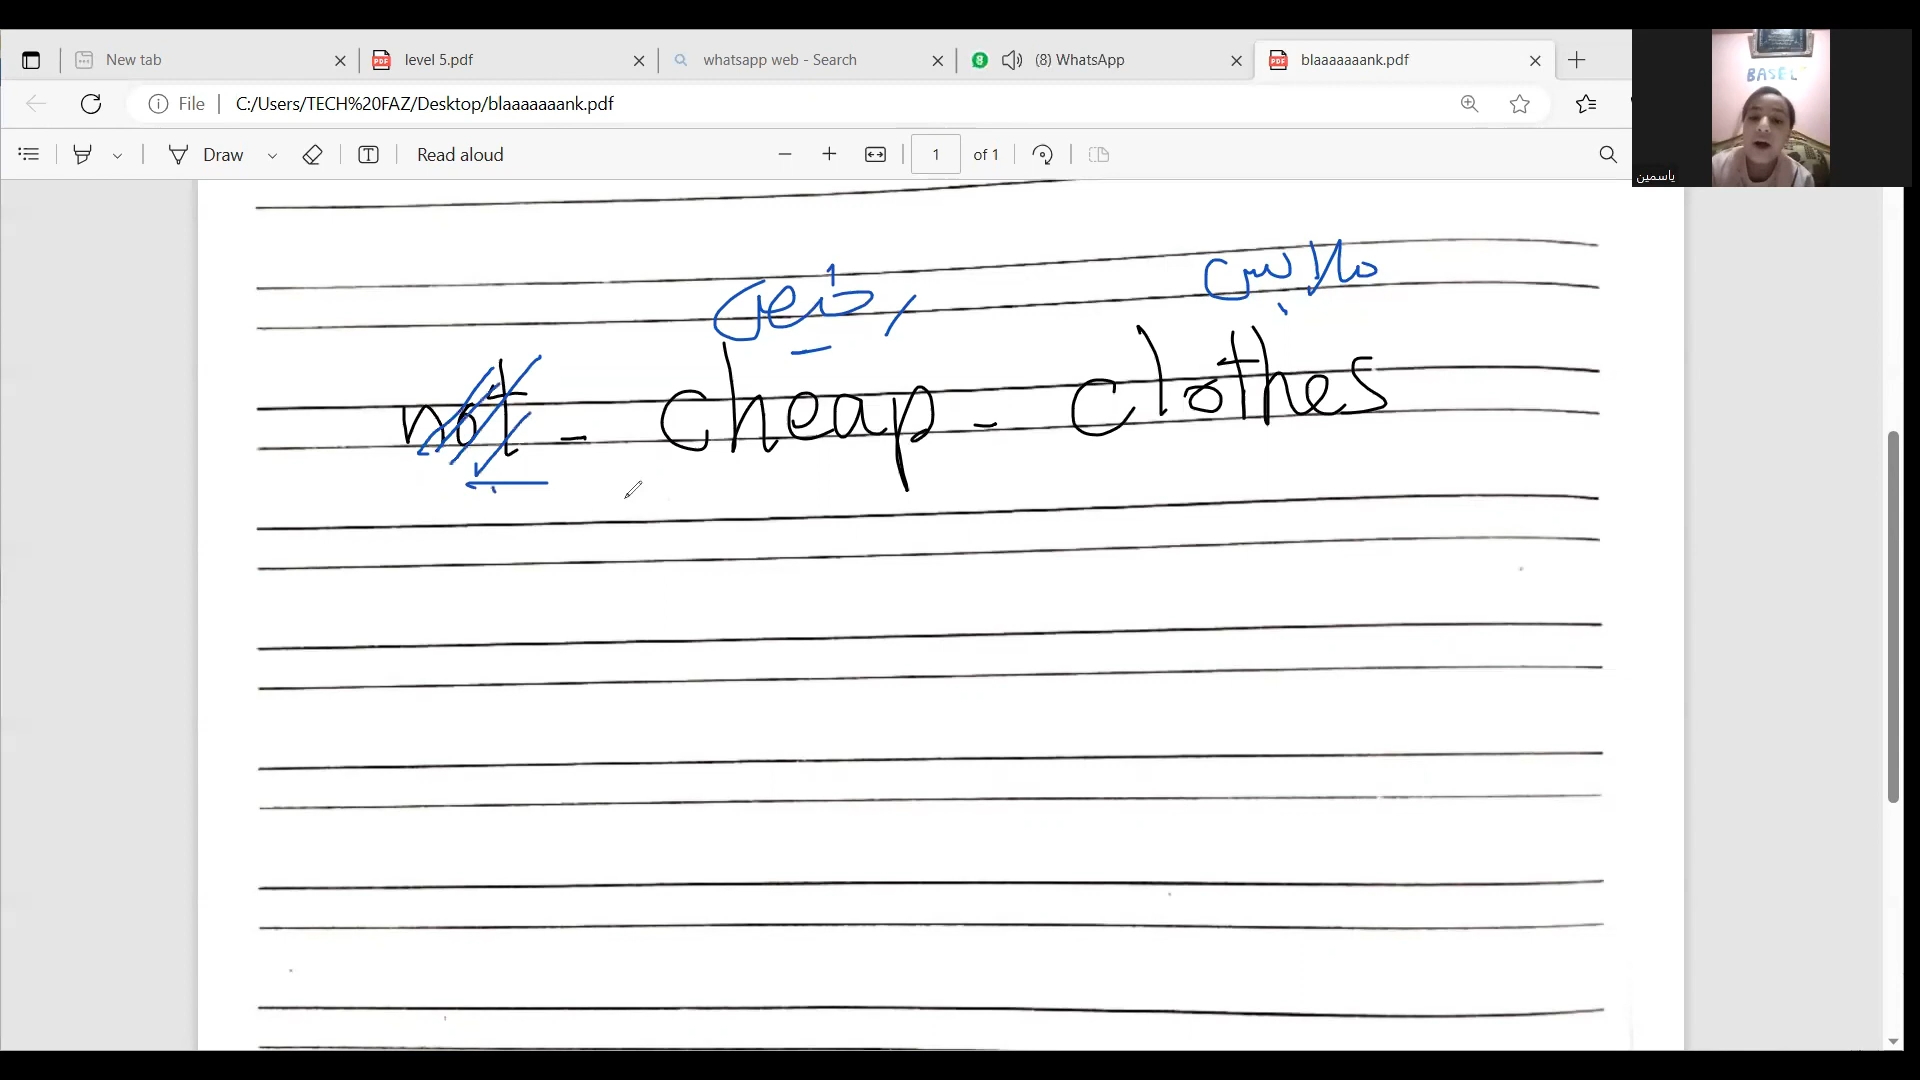 New tab
level 5.pdf
whatsapp web - Search
8 (8) WhatsApp
blaaaaaaank.pdf
File C:/Users/TECH%20FAZ/Desktop/blaaaaaaank.pdf
Draw
Read aloud
1 of 1
BASEL
ياسمين
ملابس
رخيص
not - cheap - clothes